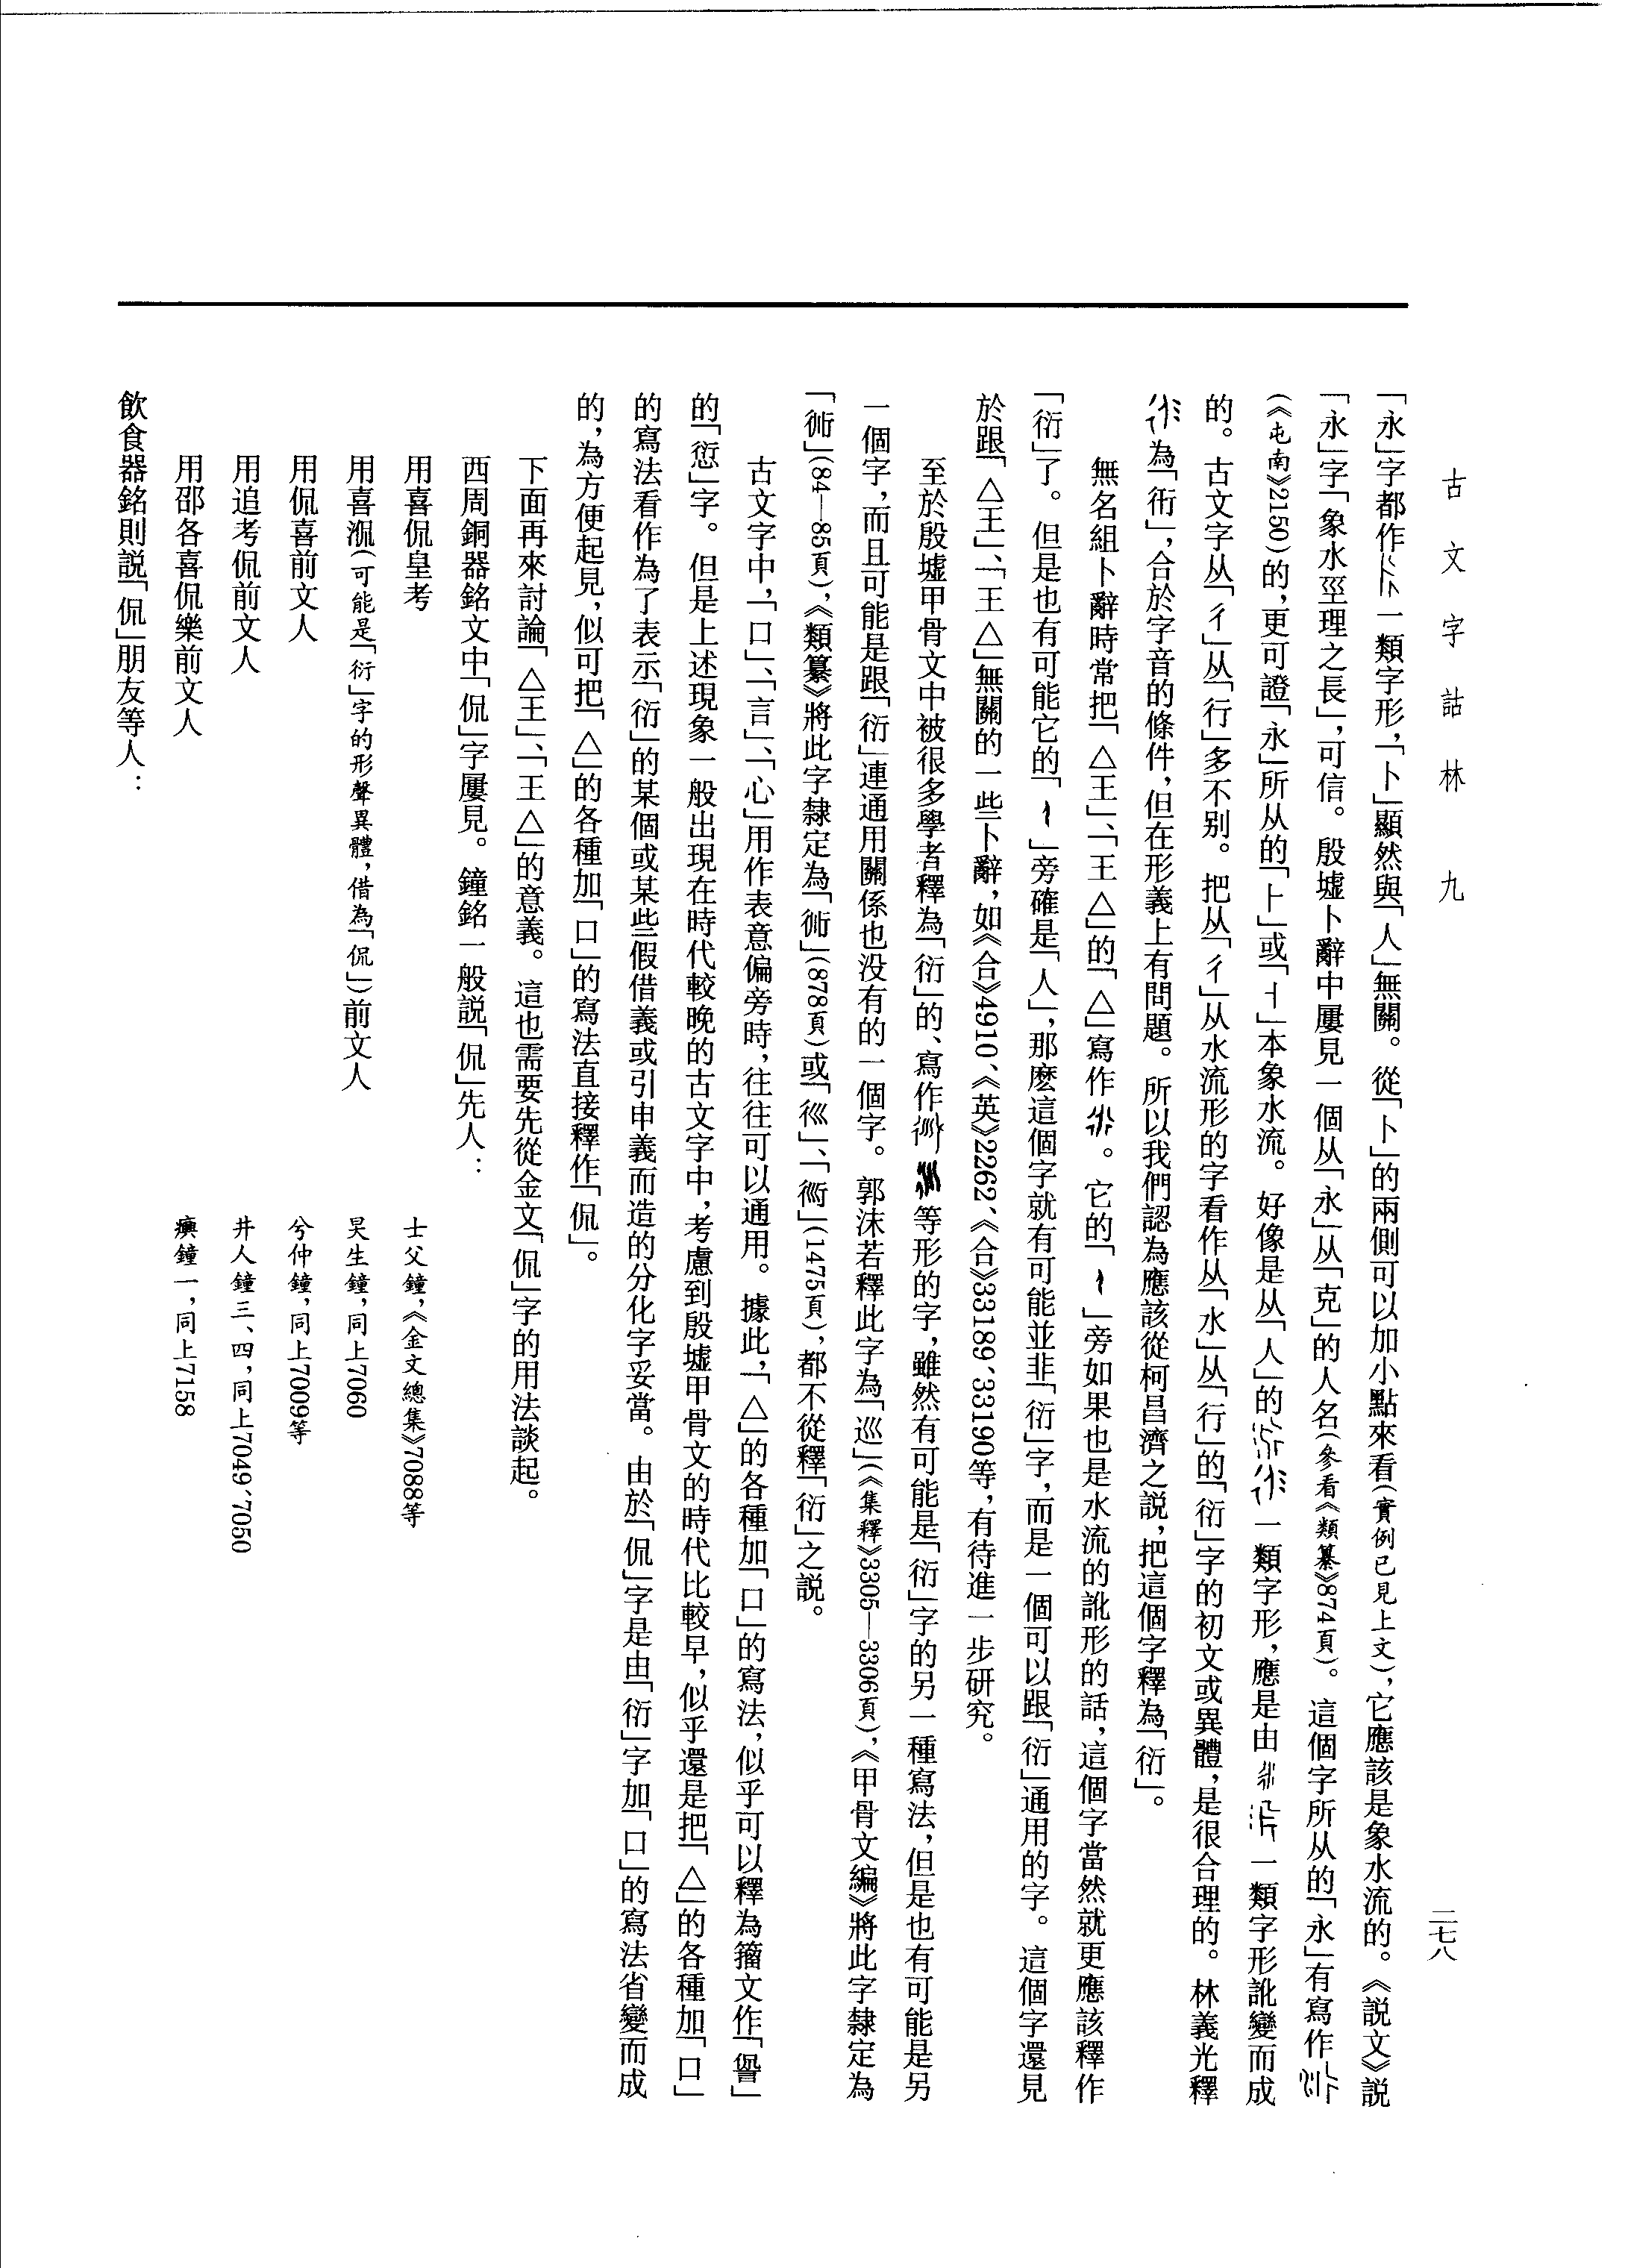 古文字詁林 九
二七八
「永」字都作一類字形，「卜」顯然與「人」無關。從「卜」的兩側可以加小點來看(實例已見上文)，它應該是象水流的。《説文》説
「永」字「象水巠理之長」，可信。殷墟卜辭中屢見一個从「永」从「克」的人名(參看《類纂》874頁)。這個字所从的「永」有寫作
(《屯南》2150)的，更可證「永」所从的「」或「」本象水流。好像是从「人」的一類字形，應是由一類字形訛變而成
的。古文字从「彳」从「行」多不别。把从「彳」从水流形的字看作从「水」从「行」的「衍」字的初文或異體，是很合理的。林義光釋
為「衎」，合於字音的條件，但在形義上有問題。所以我們認為應該從柯昌濟之説，把這個字釋為「衍」。
無名組卜辭時常把「△王」、「王△」的「△」寫作。它的「」旁如果也是水流的訛形的話，這個字當然就更應該釋作
「衍」了。但是也有可能它的「」旁確是「人」，那麽這個字就有可能並非「衍」字，而是一個可以跟「衍」通用的字。這個字還見
於跟「△王」、「王△」無關的一些卜辭，如《合》4910、《英》2262、《合》33189、33190等，有待進一步研究。
至於殷墟甲骨文中被很多學者釋為「衍」的、寫作等形的字，雖然有可能是「衍」字的另一種寫法，但是也有可能是另
一個字，而且可能是跟「衍」連通用關係也没有的一個字。郭沫若釋此字為「巡」(《集釋》3305—3306頁)，《甲骨文編》將此字隸定為
「」(84—85頁)，《類纂》將此字隸定為「」(878頁)或「」、「」(1475頁)，都不從釋「衍」之説。
古文字中，「口」、「言」、「心」用作表意偏旁時，往往可以通用。據此，「△」的各種加「口」的寫法，似乎可以釋為籀文作「諐」
的「愆」字。但是上述現象一般出現在時代較晚的古文字中，考慮到殷墟甲骨文的時代比較早，似乎還是把「△」的各種加「口」
的寫法看作為了表示「衍」的某個或某些假借義或引申義而造的分化字妥當。由於「侃」字是由「衍」字加「口」的寫法省變而成
的，為方便起見，似可把「△」的各種加「口」的寫法直接釋作「侃」。
下面再來討論「△王」、「王△」的意義。這也需要先從金文「侃」字的用法談起。
西周銅器銘文中「侃」字屢見。鐘銘一般説「侃」先人：
用喜侃皇考 士父鐘，《金文總集》7088等
用喜(可能是「衍」字的形聲異體，借為「侃」)前文人 昊生鐘，同上7060
用侃喜前文人 兮仲鐘，同上7009等
用追考侃前文人 井人鐘三、四，同上7049、7050
用邵各喜侃樂前文人 㾓鐘一，同上7158
飲食器銘則説「侃」朋友等人：